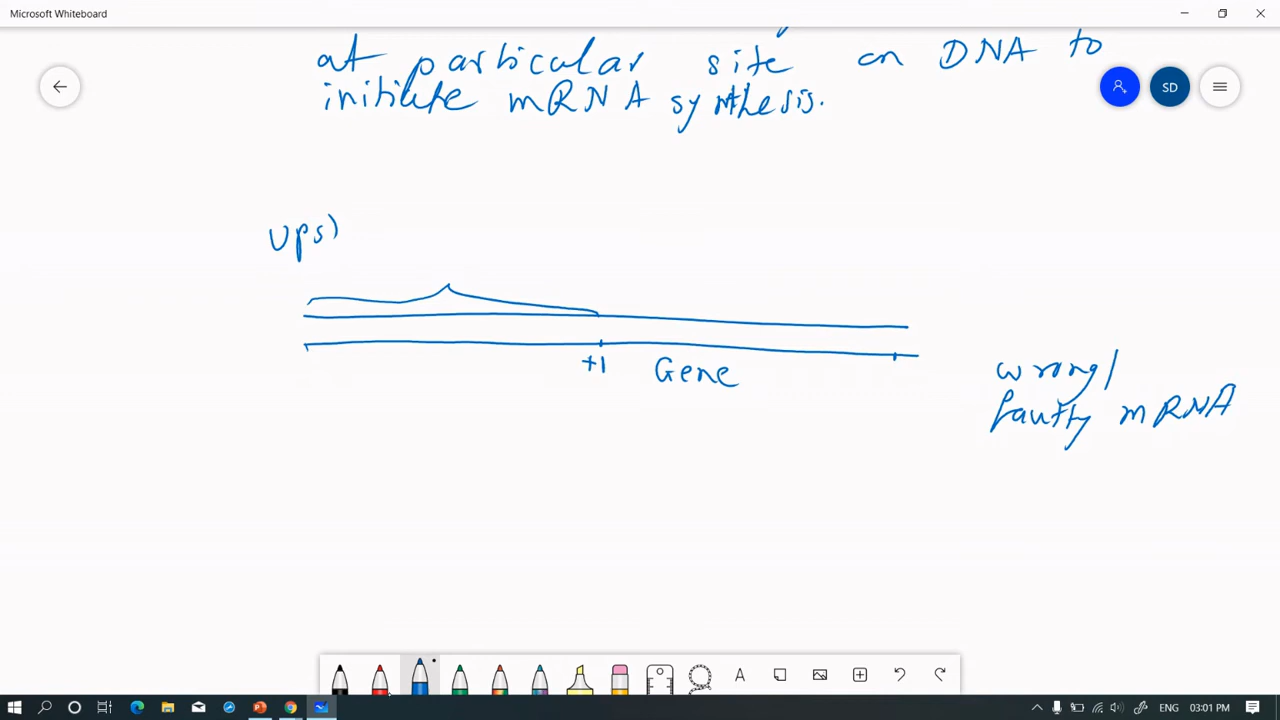 Microsoft Whiteboard
at particular site on DNA to
initiate mRNA synthesis.
SD
ups)
+1
Gene
wrong/
faulty mRNA
A
ENG
03:01 PM